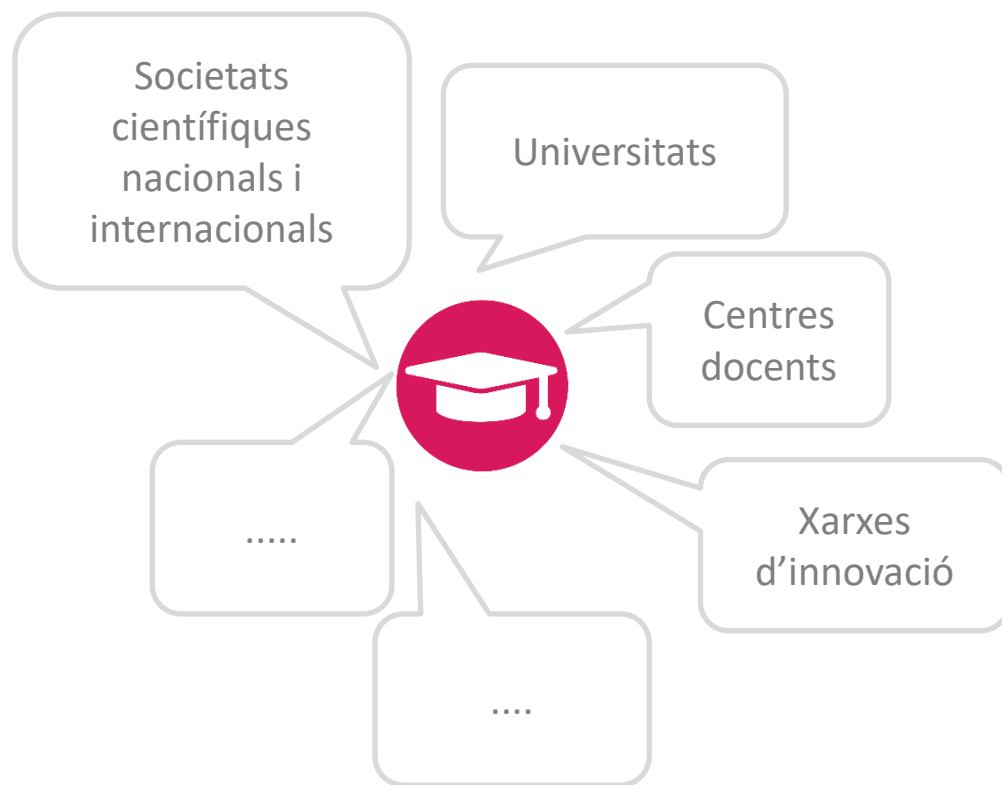 Societats
científiques
nacionals i
internacionals
Universitats
Centres
docents
Xarxes
d’innovació
.....
....